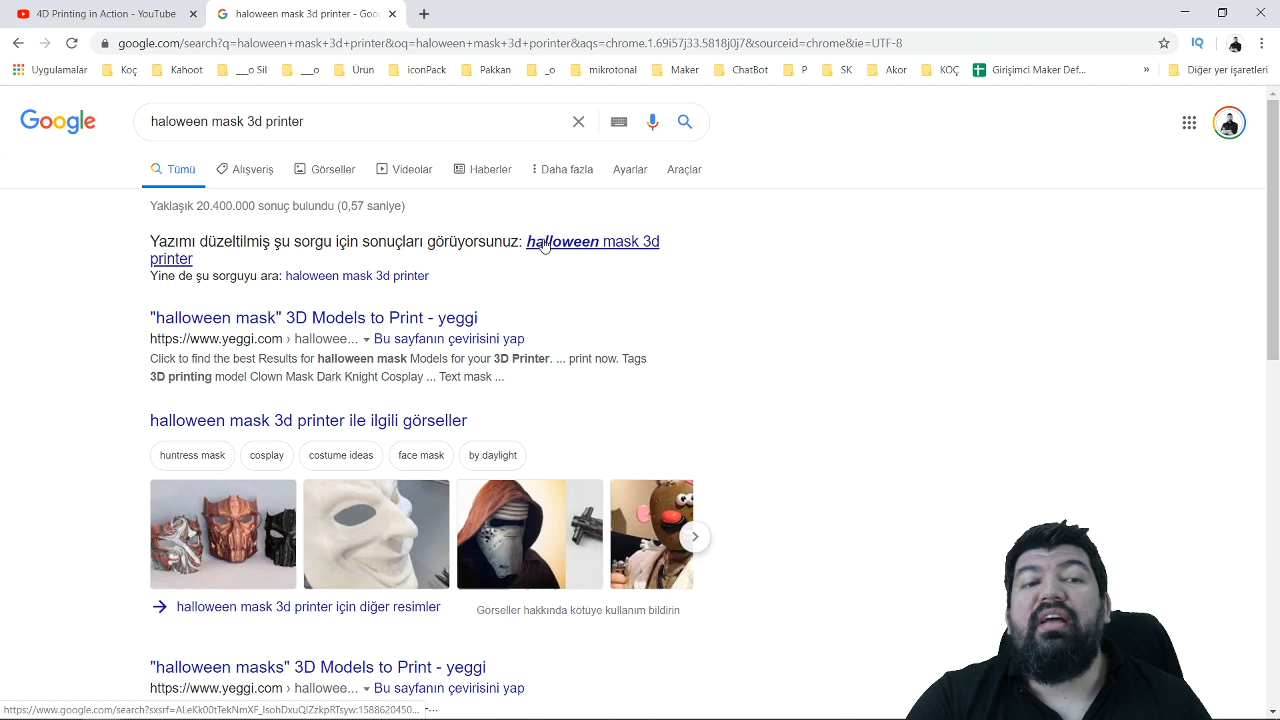 4D Printing in Action - YouTube
haloween mask 3d printer - Goo
google.com/search?q=haloween+mask+3d+printer&oq=haloween+mask+3d+porinter&aqs=chrome.1.69i57j33.5818j0j7&sourceid=chrome&ie=UTF-8
IQ
Uygulamalar Koç Kahoot ___o Sil ___o Ürün iconPack Pakkan _o mikrotonal Maker ChatBot P SK Akor KOÇ Girişimci Maker Def... » Diğer yer işaretleri
Google
haloween mask 3d printer
Tümü Alışveriş Görseller Videolar Haberler Daha fazla Ayarlar Araçlar
Yaklaşık 20.400.000 sonuç bulundu (0,57 saniye)
Yazımı düzeltilmiş şu sorgu için sonuçları görüyorsunuz: halloween mask 3d
printer
Yine de şu sorguyu ara: haloween mask 3d printer
"halloween mask" 3D Models to Print - yeggi
https://www.yeggi.com › hallowee... Bu sayfanın çevirisini yap
Click to find the best Results for halloween mask Models for your 3D Printer. ... print now. Tags
3D printing model Clown Mask Dark Knight Cosplay ... Text mask ...
halloween mask 3d printer ile ilgili görseller
huntress mask cosplay costume ideas face mask by daylight
halloween mask 3d printer için diğer resimler
Görseller hakkında kötüye kullanım bildirin
"halloween masks" 3D Models to Print - yeggi
https://www.yeggi.com › hallowee... Bu sayfanın çevirisini yap